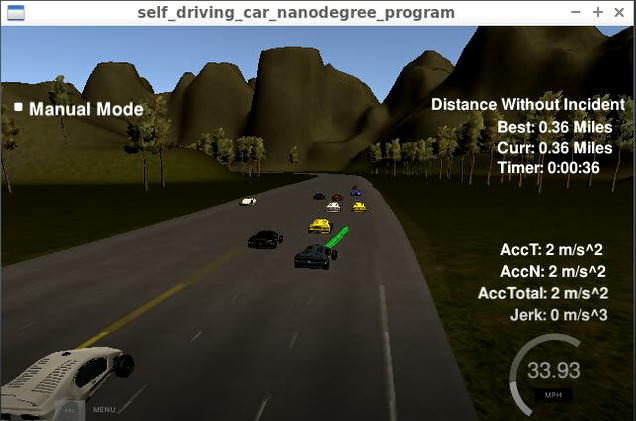 self_driving_car_nanodegree_program
Manual Mode
Distance Without Incident
Best: 0.36 Miles
Curr: 0.36 Miles
Timer: 0:00:36
AccT: 2 m/s^2
AccN: 2 m/s^2
AccTotal: 2 m/s^2
Jerk: 0 m/s^3
33.93
MPH
ESC
MENU